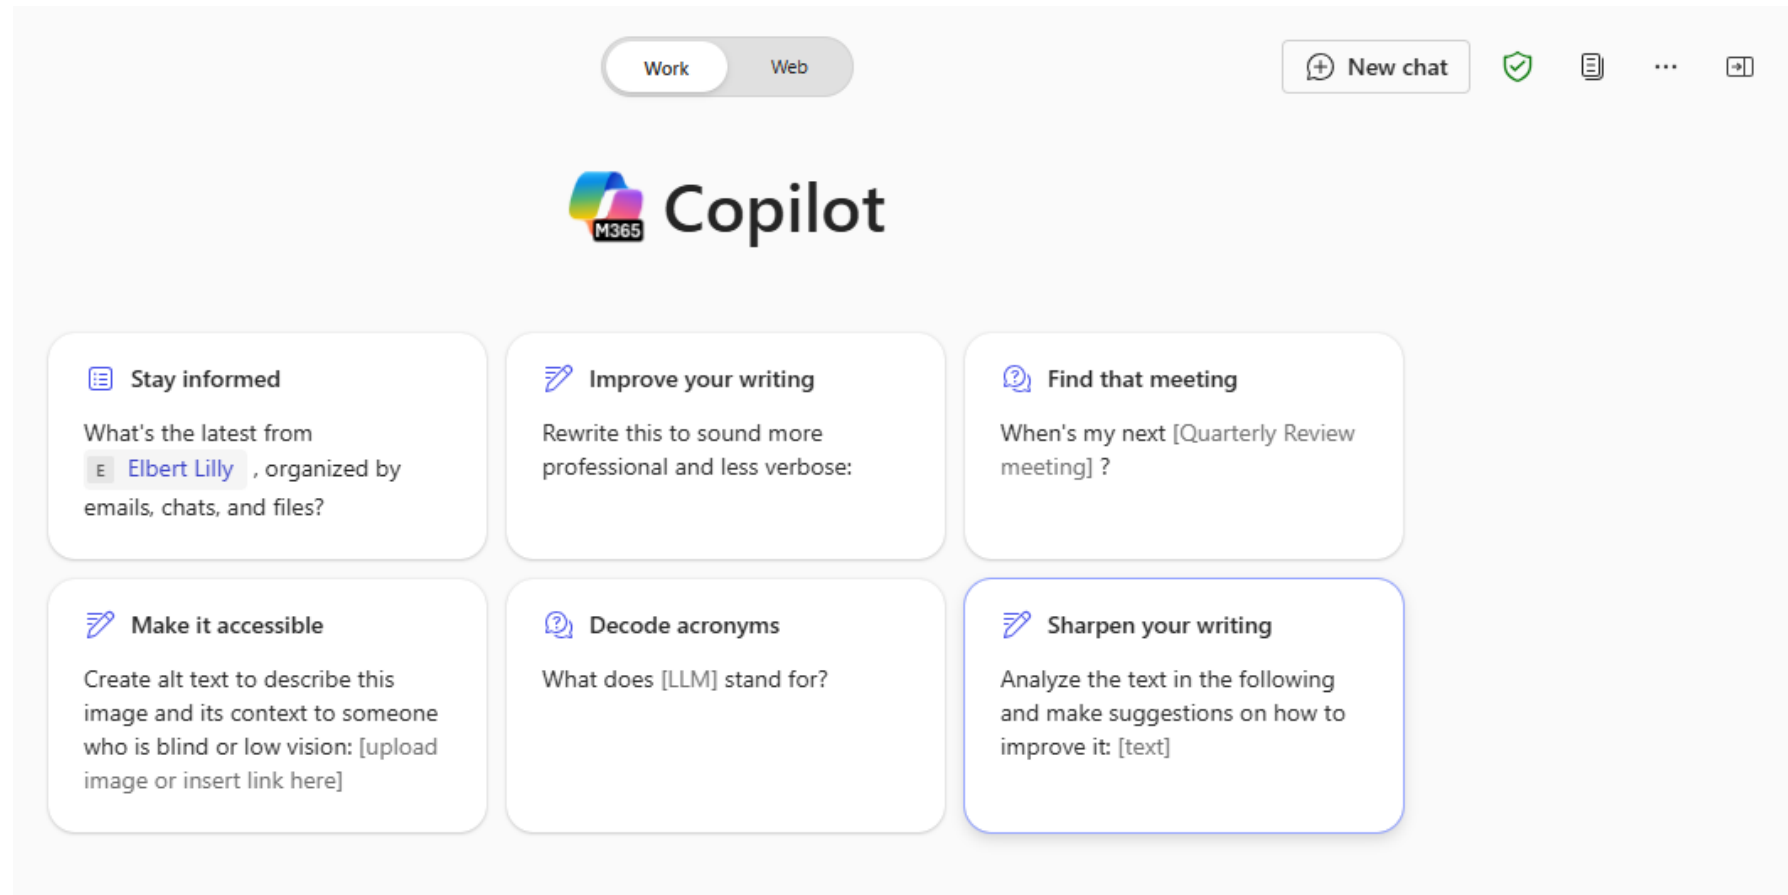 Work
Web
New chat
M365
Copilot
Stay informed
What's the latest from
E Elbert Lilly , organized by
emails, chats, and files?
Improve your writing
Rewrite this to sound more
professional and less verbose:
Find that meeting
When's my next [Quarterly Review
meeting] ?
Make it accessible
Create alt text to describe this
image and its context to someone
who is blind or low vision: [upload
image or insert link here]
Decode acronyms
What does [LLM] stand for?
Sharpen your writing
Analyze the text in the following
and make suggestions on how to
improve it: [text]